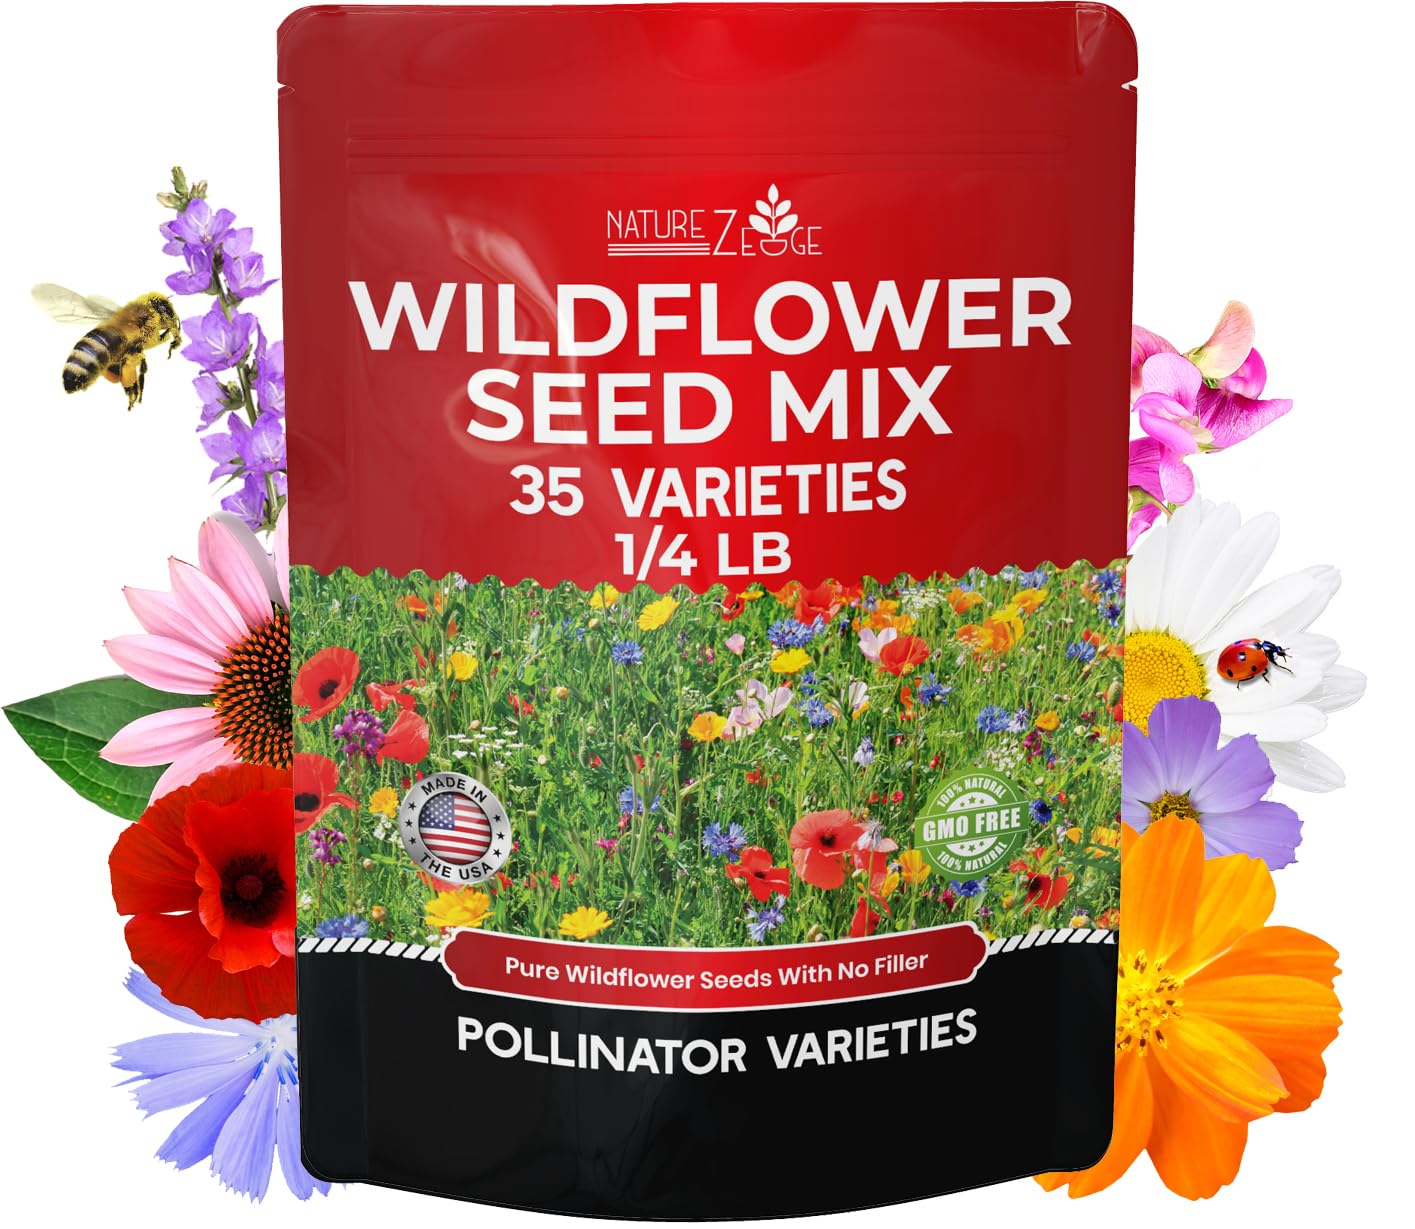 NATURE ZEDGE
WILDFLOWER
SEED MIX
35 VARIETIES
1/4 LB
MADE IN
THE USA
100% NATURAL
GMO FREE
100% NATURAL
Pure Wildflower Seeds With No Filler
POLLINATOR VARIETIES